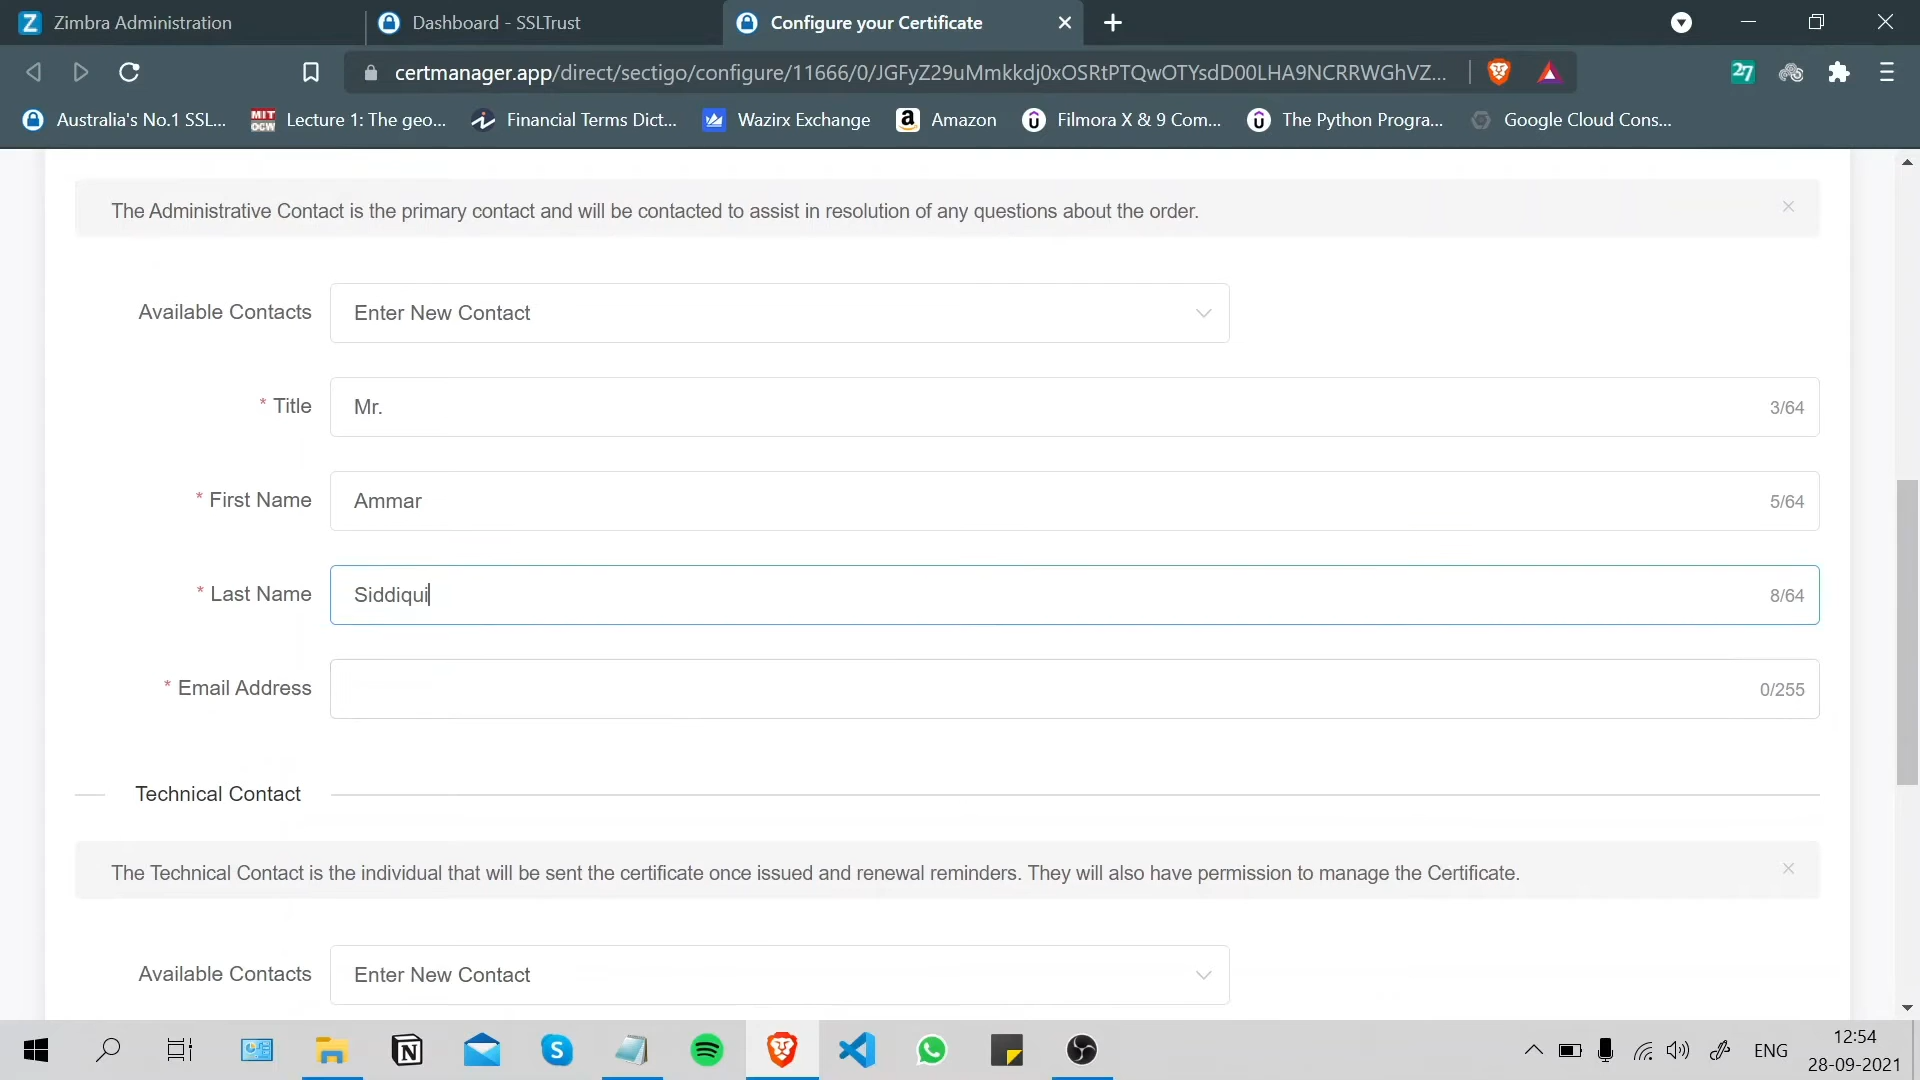 Zimbra Administration
Dashboard - SSLTrust
Configure your Certificate
certmanager.app/direct/sectigo/configure/11666/0/JGFyZ29uMmkkdj0xOSRtPTQwOTYsdD00LHA9NCRRWGhVZ...
27
Australia's No.1 SSL...
MIT OCW
Lecture 1: The geo...
Financial Terms Dict...
Wazirx Exchange
Amazon
Filmora X & 9 Com...
The Python Progra...
Google Cloud Cons...
The Administrative Contact is the primary contact and will be contacted to assist in resolution of any questions about the order.
Available Contacts
Enter New Contact
* Title
Mr.
3/64
* First Name
Ammar
5/64
* Last Name
Siddiqui
8/64
* Email Address
0/255
Technical Contact
The Technical Contact is the individual that will be sent the certificate once issued and renewal reminders. They will also have permission to manage the Certificate.
Available Contacts
Enter New Contact
ENG
12:54
28-09-2021